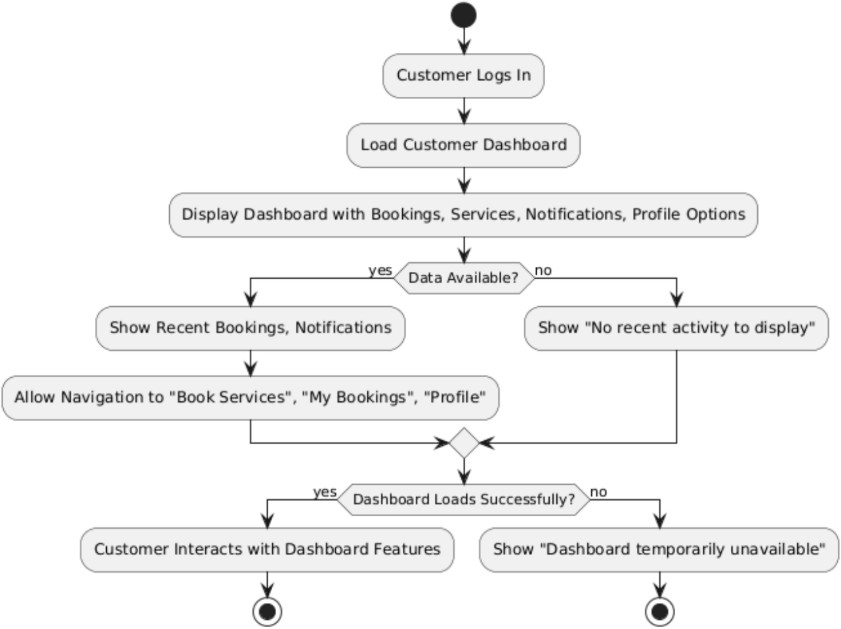 Customer Logs In
Load Customer Dashboard
Display Dashboard with Bookings, Services, Notifications, Profile Options
yes
Data Available?
no
Show Recent Bookings, Notifications
Show "No recent activity to display"
Allow Navigation to "Book Services", "My Bookings", "Profile"
yes
Dashboard Loads Successfully?
no
Customer Interacts with Dashboard Features
Show "Dashboard temporarily unavailable"